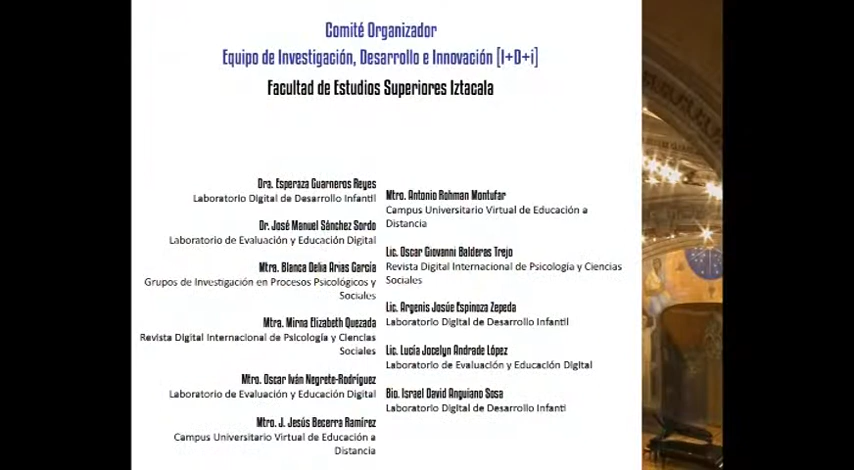 Comité Organizador
Equipo de Investigación, Desarrollo e Innovación [I+D+i]
Facultad de Estudios Superiores Iztacala
Dra. Esperaza Guarneros Reyes
Laboratorio Digital de Desarrollo Infantil
Dr. José Manuel Sánchez Sordo
Laboratorio de Evaluación y Educación Digital
Mtra. Blanca Delia Arias García
Grupos de Investigación en Procesos Psicológicos y
Sociales
Mtra. Mirna Elizabeth Quezada
Revista Digital Internacional de Psicología y Ciencias
Sociales
Mtro. Oscar Iván Negrete-Rodríguez
Laboratorio de Evaluación y Educación Digital
Mtro. J. Jesús Becerra Ramírez
Campus Universitario Virtual de Educación a
Distancia
Mtro. Antonio Rohman Montufar
Campus Universitario Virtual de Educación a
Distancia
Lic. Oscar Giovanni Balderas Trejo
Revista Digital Internacional de Psicología y Ciencias
Sociales
Lic. Argenis Josúe Espinoza Zepeda
Laboratorio Digital de Desarrollo Infantil
Lic. Lucía Jocelyn Andrade López
Laboratorio de Evaluación y Educación Digital
Bio. Israel David Anguiano Sosa
Laboratorio Digital de Desarrollo Infanti